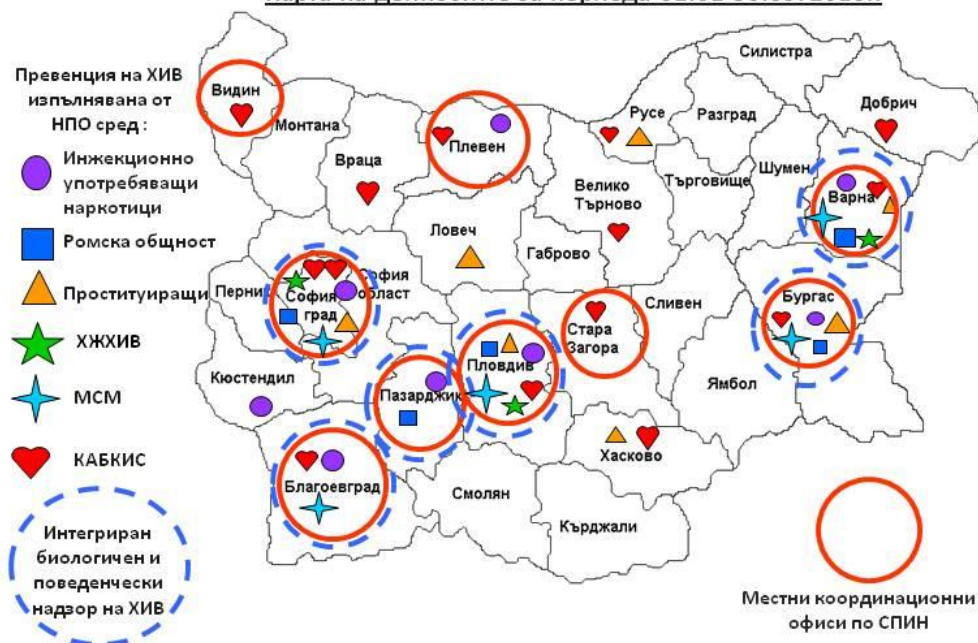 Силистра
Превенция на ХИВ
изпълнявана от
НПО сред :
Инжекционно
употребяващи
наркотици
Ромска общност
Проституиращи
ХЖХИВ
МСМ
КАБКИС
Интегриран
биологичен и
поведенчески
надзор на ХИВ
Видин
Монтана
Враца
Плевен
Русе
Разград
Добрич
Шумен
Търговище
Варна
Велико
Търново
Ловеч
Габрово
София
област
София
град
Перни
Сливен
Бургас
Стара
Загора
Кюстендил
Пазарджик
Пловдив
Ямбол
Хасково
Благоевград
Смолян
Кърджали
Местни координационни
офиси по СПИН